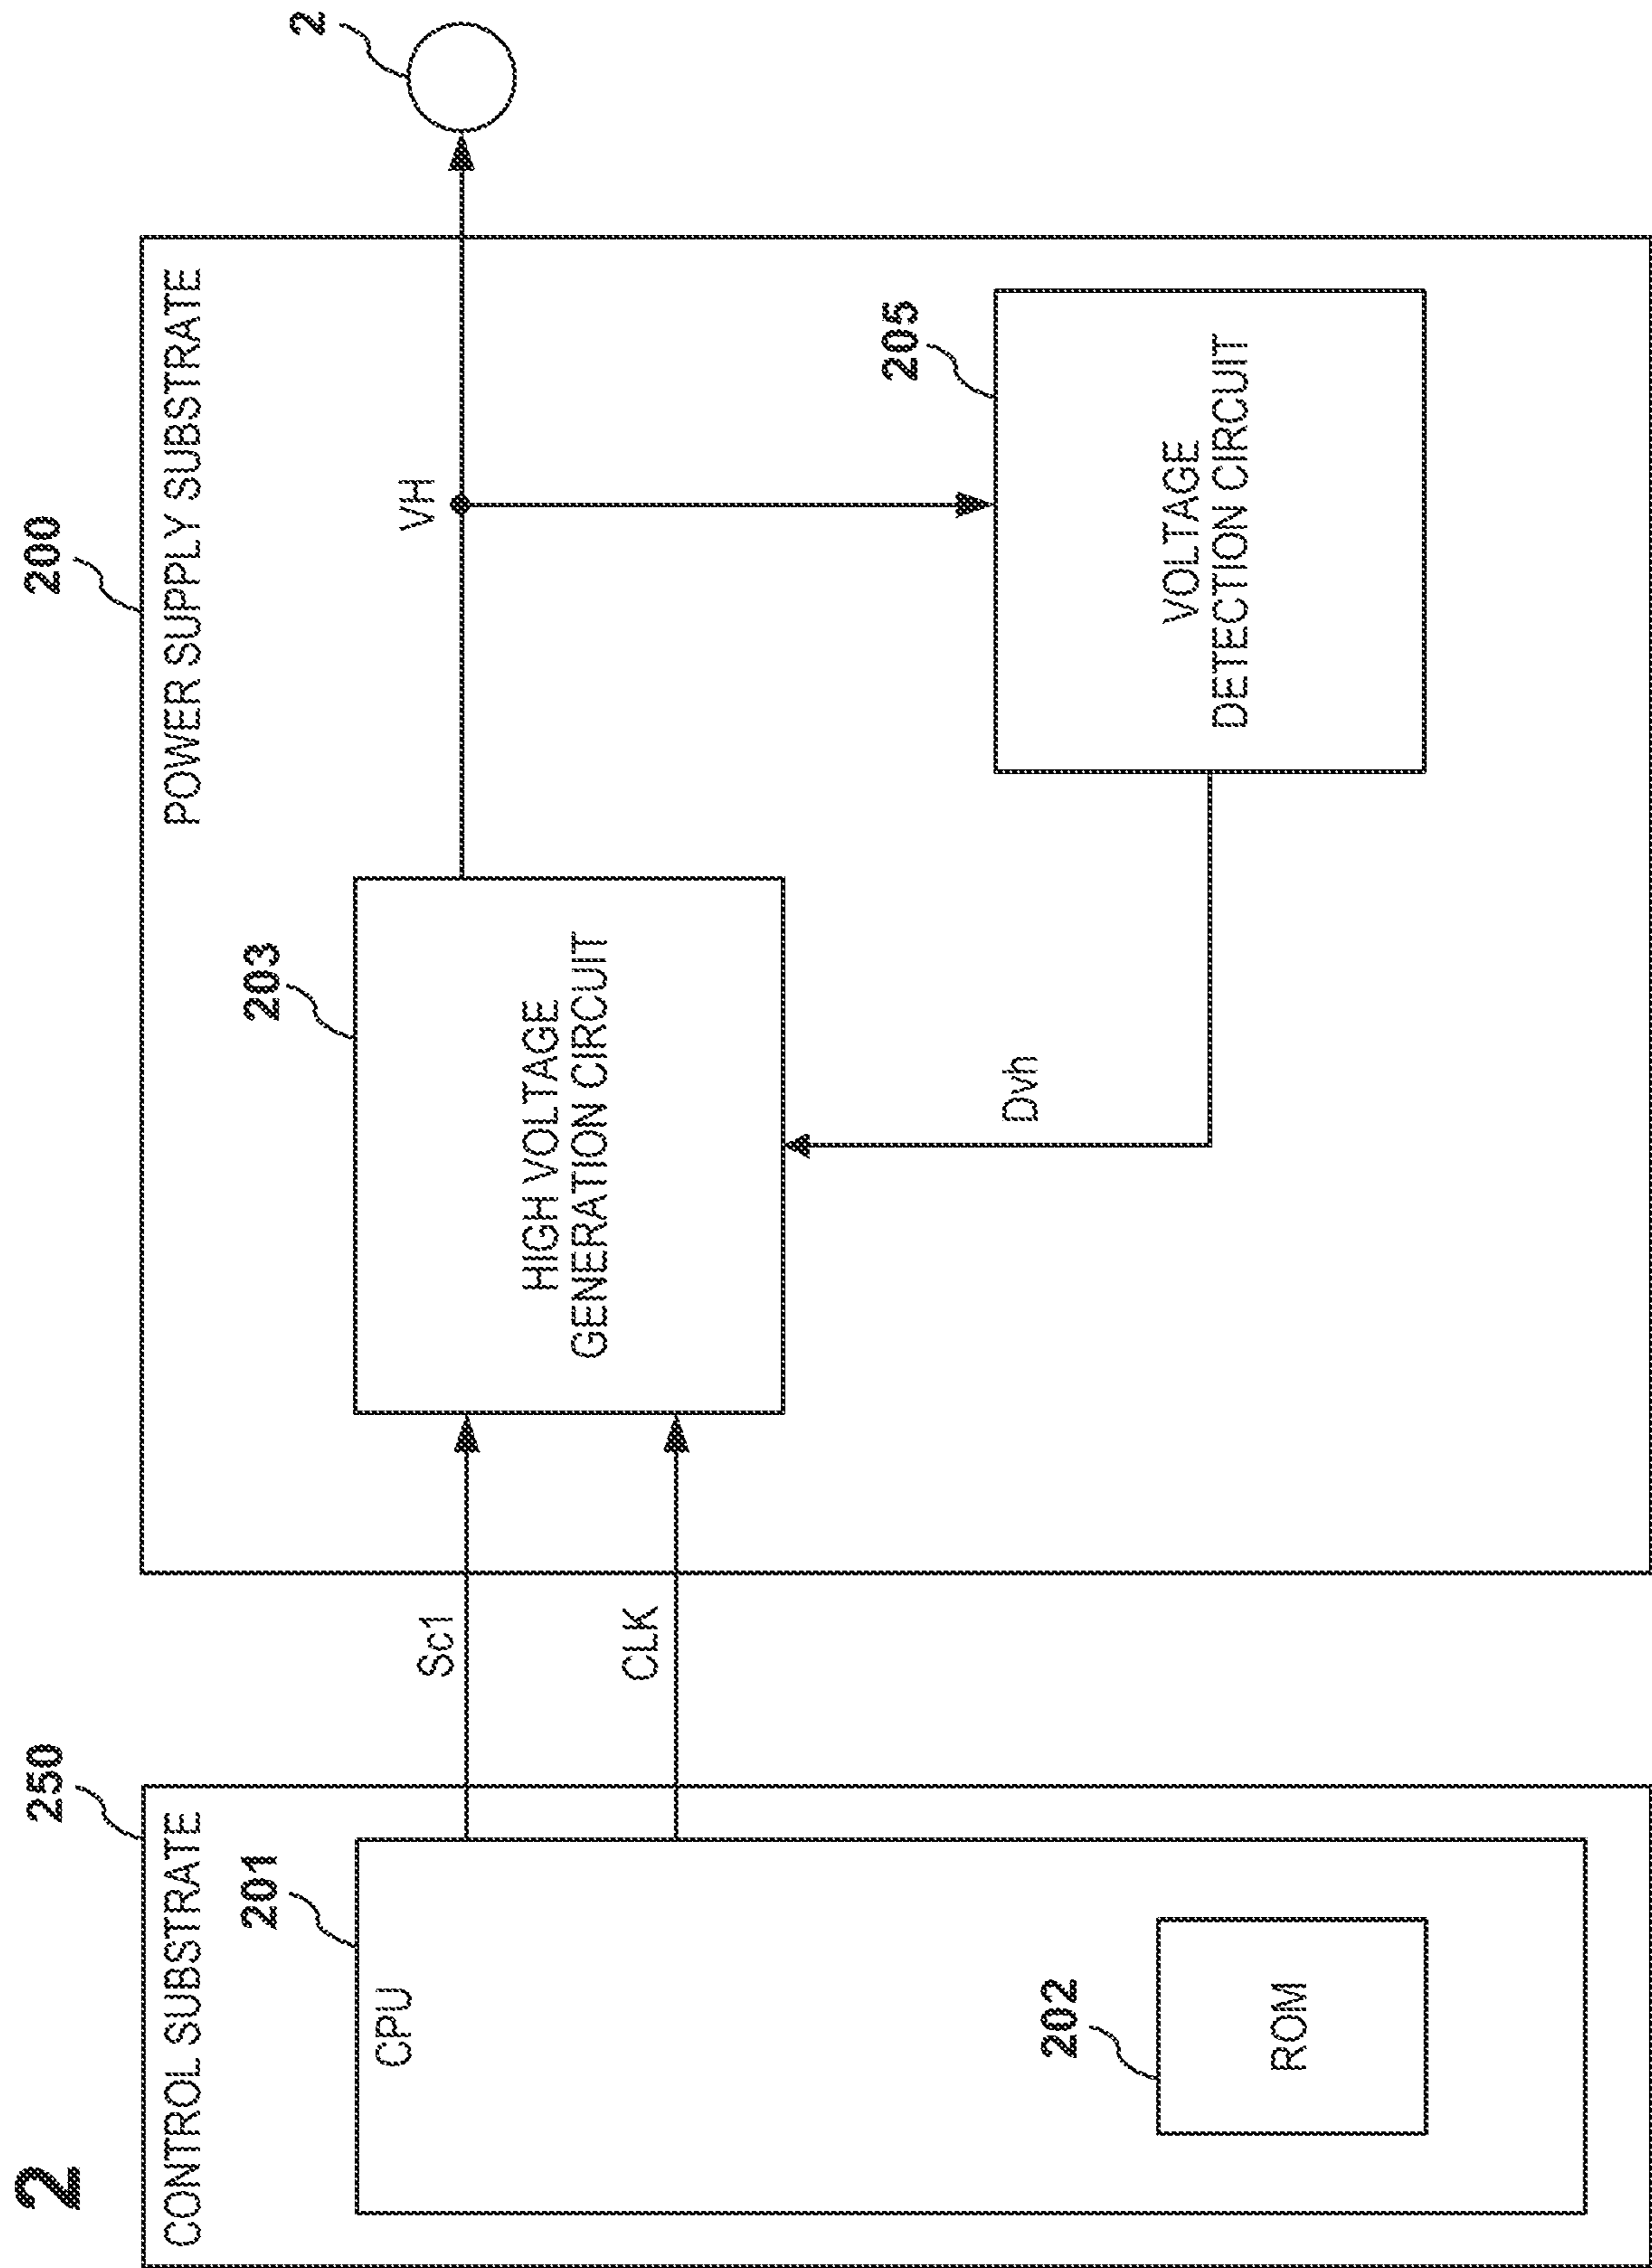 2
250
CONTROL SUBSTRATE
201
CPU
202
ROM
Sc1
CLK
200
POWER SUPPLY SUBSTRATE
203
HIGH VOLTAGE
GENERATION CIRCUIT
VH
Dvh
205
VOLTAGE
DETECTION CIRCUIT
2